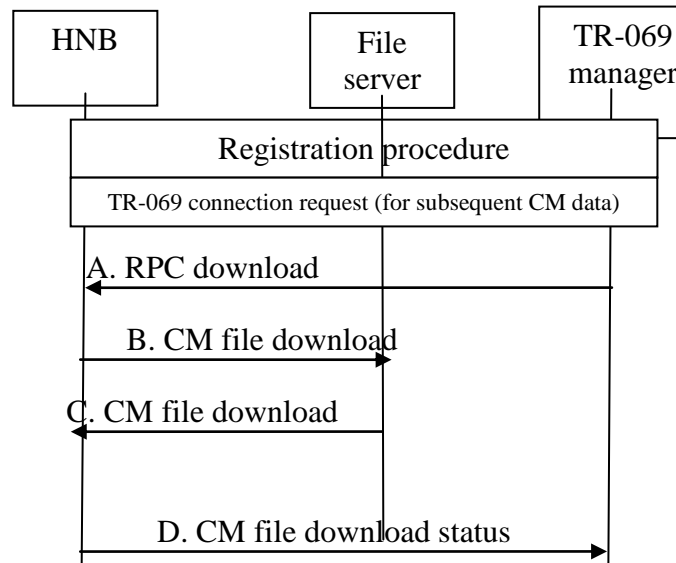 HNB
File
server
TR-069
manager
Registration procedure
TR-069 connection request (for subsequent CM data)
A. RPC download
B. CM file download
C. CM file download
D. CM file download status